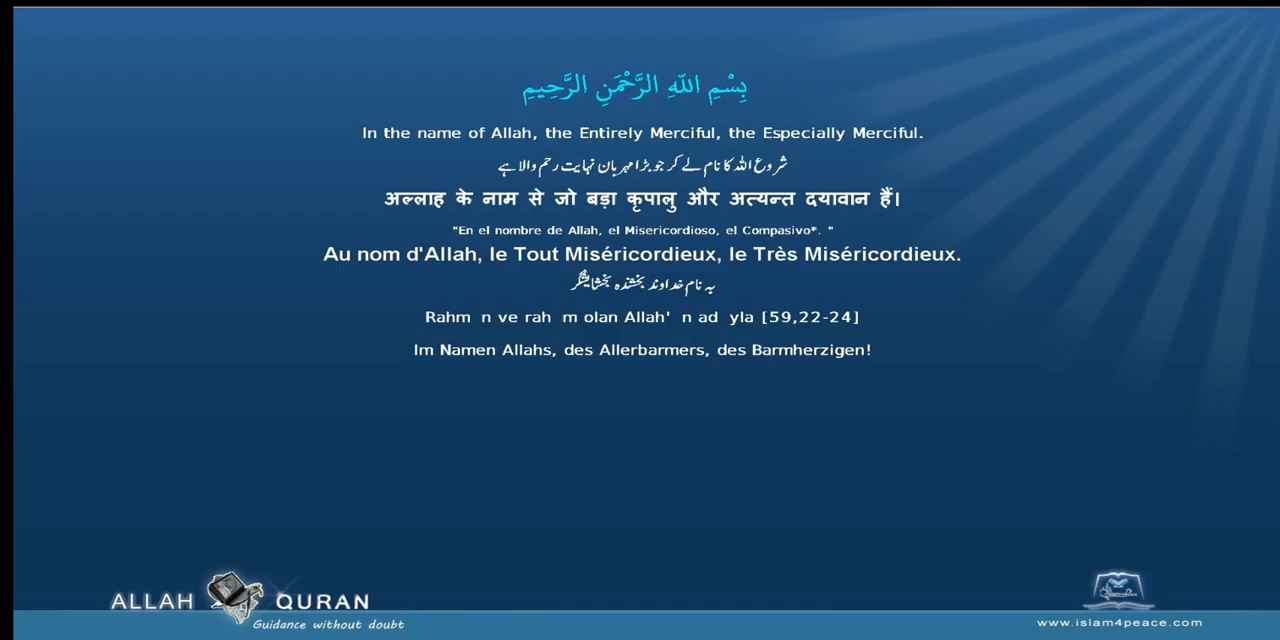 بِسْمِ اللَّهِ الرَّحْمَنِ الرَّحِيمِ
In the name of Allah, the Entirely Merciful, the Especially Merciful.
شروع الله کا نام لے کر جو بڑا مہربان نہایت رحم والا ہے
अल्लाह के नाम से जो बड़ा कृपालु और अत्यन्त दयावान हैं।
"En el nombre de Allah, el Misericordioso, el Compasivo*. "
Au nom d'Allah, le Tout Miséricordieux, le Très Miséricordieux.
به نام خداوند بخشنده بخشایشگر
Rahm n ve rah m olan Allah' n ad yla [59,22-24]
Im Namen Allahs, des Allerbarmers, des Barmherzigen!
ALLAH QURAN
Guidance without doubt
www.islam4peace.com